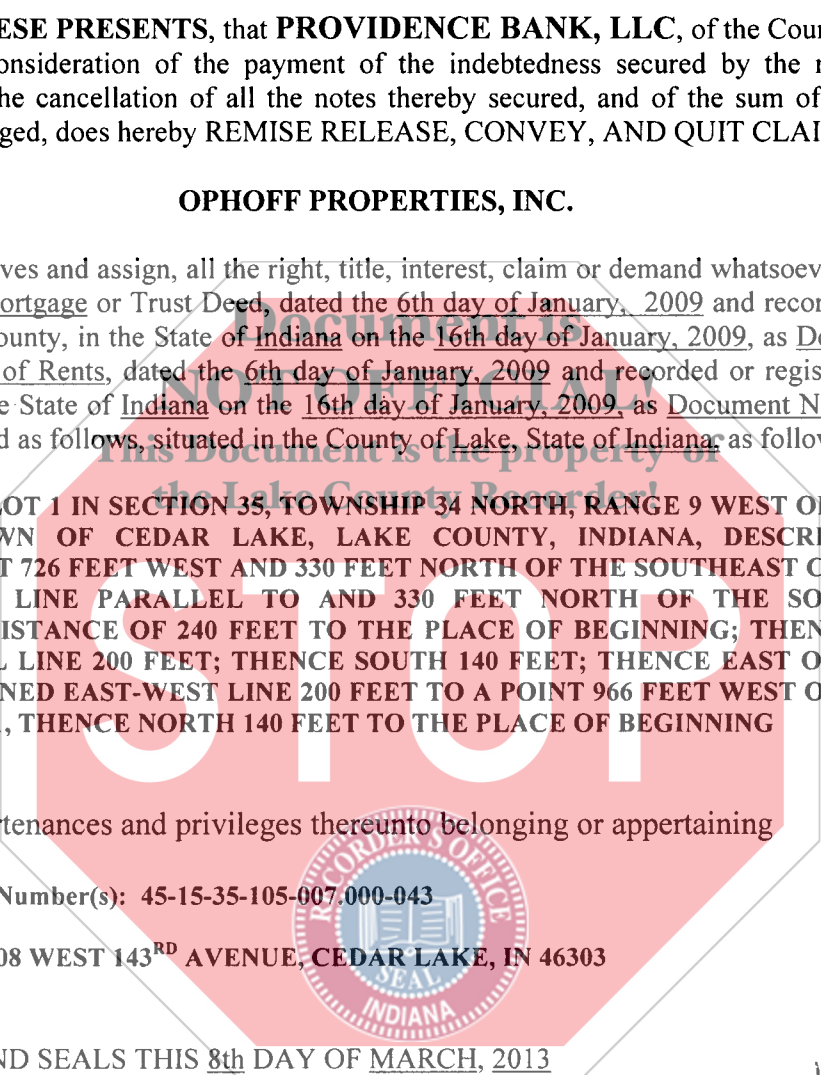 ESE PRESENTS, that PROVIDENCE BANK, LLC, of the Cou
onsideration of the payment of the indebtedness secured by the
he cancellation of all the notes thereby secured, and of the sum of
ged, does hereby REMISE RELEASE, CONVEY, AND QUIT CLAI
OPHOFF PROPERTIES, INC.
ves and assign, all the right, title, interest, claim or demand whatsoev
ortgage or Trust Deed, dated the 6th day of January, 2009 and recor
Document is
ounty, in the State of Indiana on the 16th day of January, 2009, as D
of Rents, dated the 6th day of January, 2009 and recorded or regis
NOT OFFICIAL!
e State of Indiana on the 16th day of January, 2009, as Document N
d as follows, situated in the County of Lake, State of Indiana, as follo
This Document is the property of
the Lake County Recorder!
OT 1 IN SECTION 35, TOWNSHIP 34 NORTH, RANGE 9 WEST O
WN OF CEDAR LAKE, LAKE COUNTY, INDIANA, DESCR
T 726 FEET WEST AND 330 FEET NORTH OF THE SOUTHEAST C
LINE PARALLEL TO AND 330 FEET NORTH OF THE SO
ISTANCE OF 240 FEET TO THE PLACE OF BEGINNING; THEN
L LINE 200 FEET; THENCE SOUTH 140 FEET; THENCE EAST O
NED EAST-WEST LINE 200 FEET TO A POINT 966 FEET WEST O
, THENCE NORTH 140 FEET TO THE PLACE OF BEGINNING
STOP
rtenances and privileges thereunto belonging or appertaining
Number(s): 45-15-35-105-007.000-043
08 WEST 143RD AVENUE, CEDAR LAKE, IN 46303
RECORDER'S OFFICE
SEAL
INDIANA
ND SEALS THIS 8th DAY OF MARCH, 2013